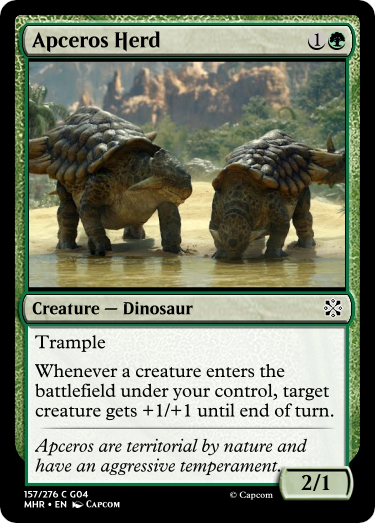 Apceros Herd 1
Creature — Dinosaur
Trample
Whenever a creature enters the
battlefield under your control, target
creature gets +1/+1 until end of turn.
Apceros are territorial by nature and
have an aggressive temperament.
2/1
157/276 C G04 © Capcom
MHR • EN Capcom